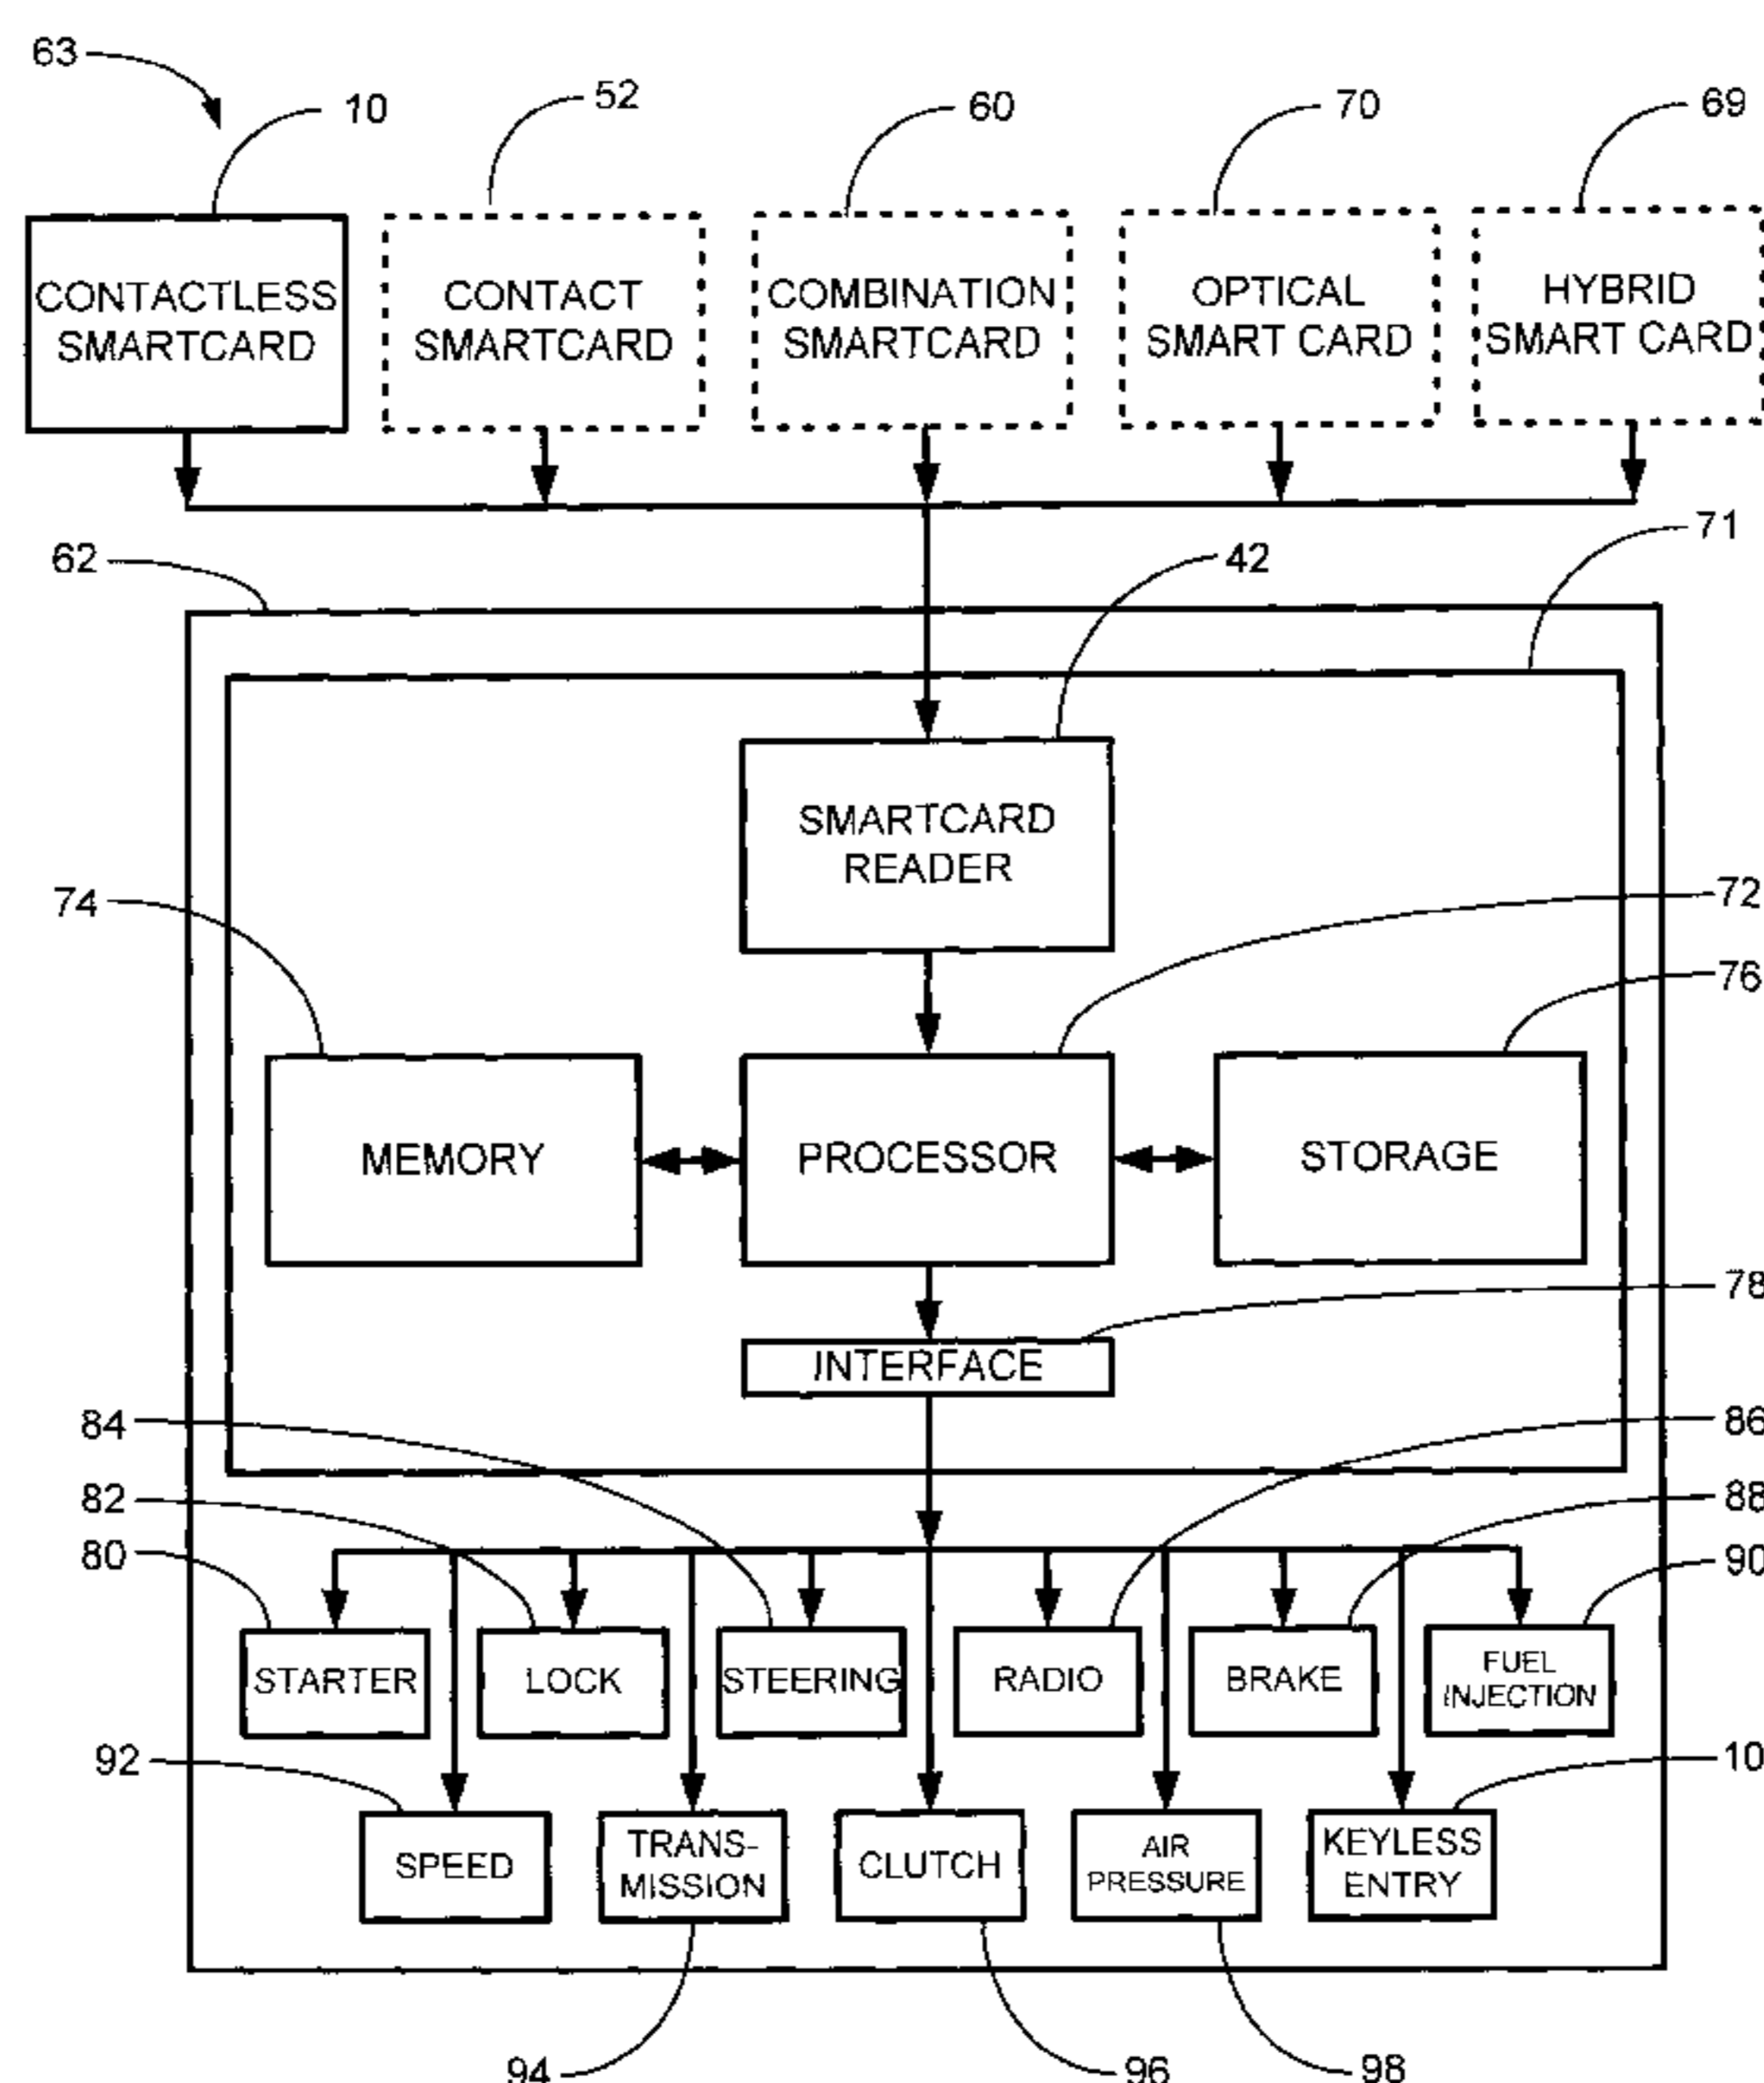 63
10
52
60
70
69
CONTACTLESS
SMARTCARD
CONTACT
SMARTCARD
COMBINATION
SMARTCARD
OPTICAL
SMART CARD
HYBRID
SMART CARD
71
62
42
SMARTCARD
READER
74
72
76
MEMORY
PROCESSOR
STORAGE
78
INTERFACE
84
86
82
88
80
90
STARTER
LOCK
STEERING
RADIO
BRAKE
FUEL
INJECTION
92
10
SPEED
TRANS-
MISSION
CLUTCH
AIR
PRESSURE
KEYLESS
ENTRY
94
96
98